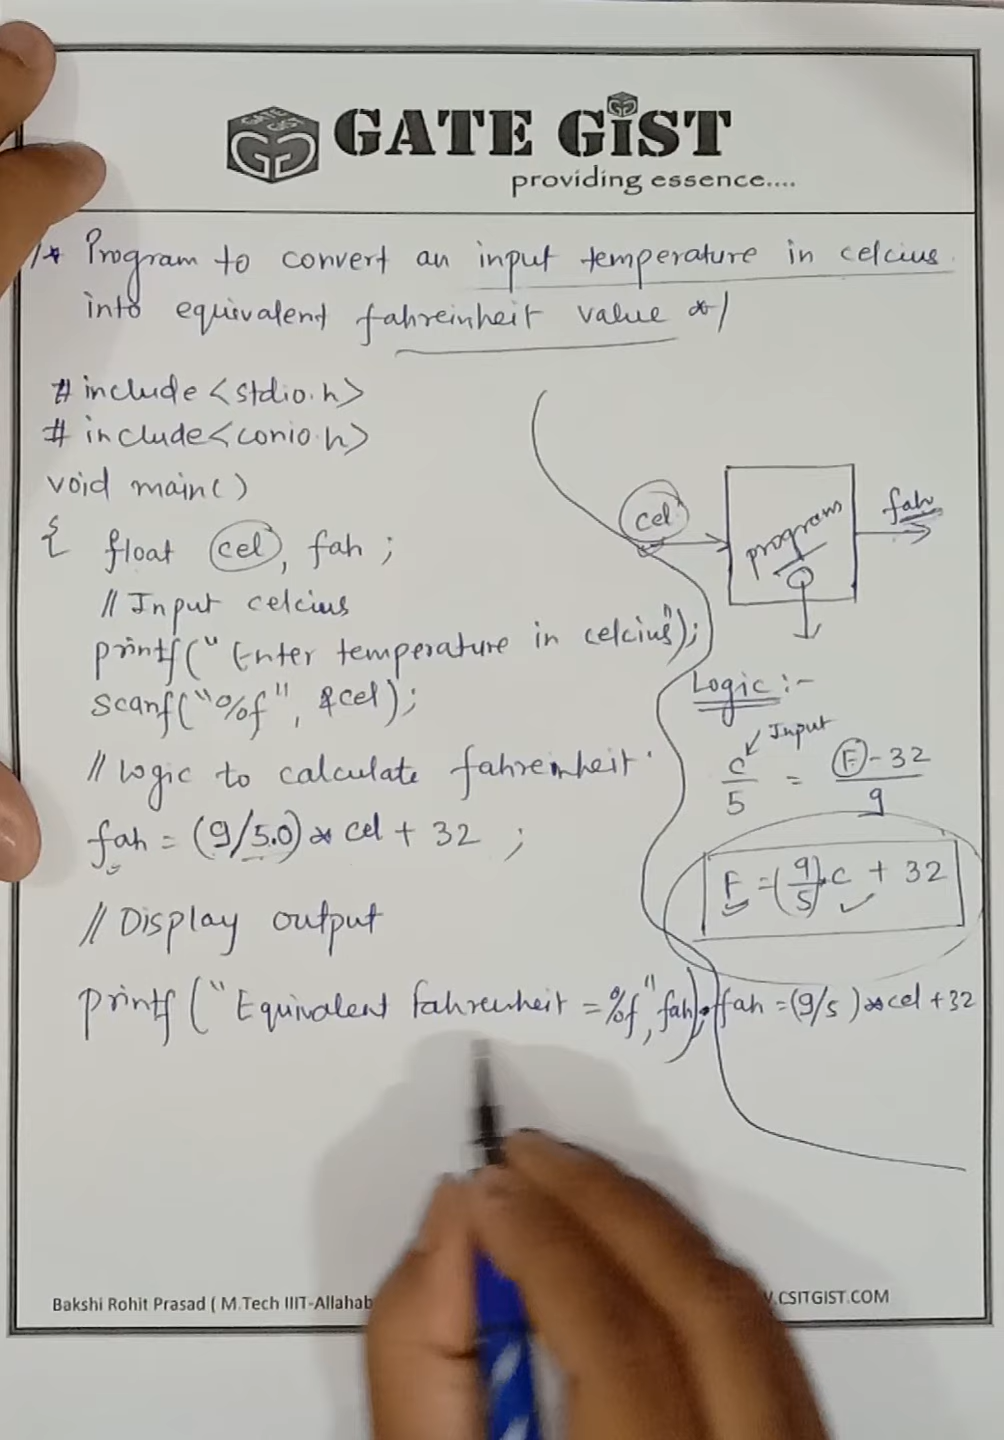 GATE GIST
providing essence....
/* Program to convert an input temperature in celcius
into equivalent fahreinheit value */
# include <stdio.h>
# include <conio.h>
void main()
{ float cel, fah ;
// Input celcius
printf(" Enter temperature in celcius");
scanf("%f", &cel);
// Logic to calculate fahreinheit
fah = (9/5.0) * cel + 32 ;
// Display output
printf ( " Equivalent fahrenheit = %f", fah);
cel
program
fah
Logic :-
Input
C/5 = F-32/9
F = (9/5).C + 32
fah = (9/5) * cel + 32
Bakshi Rohit Prasad ( M.Tech IIIT-Allahab
.CSITGIST.COM